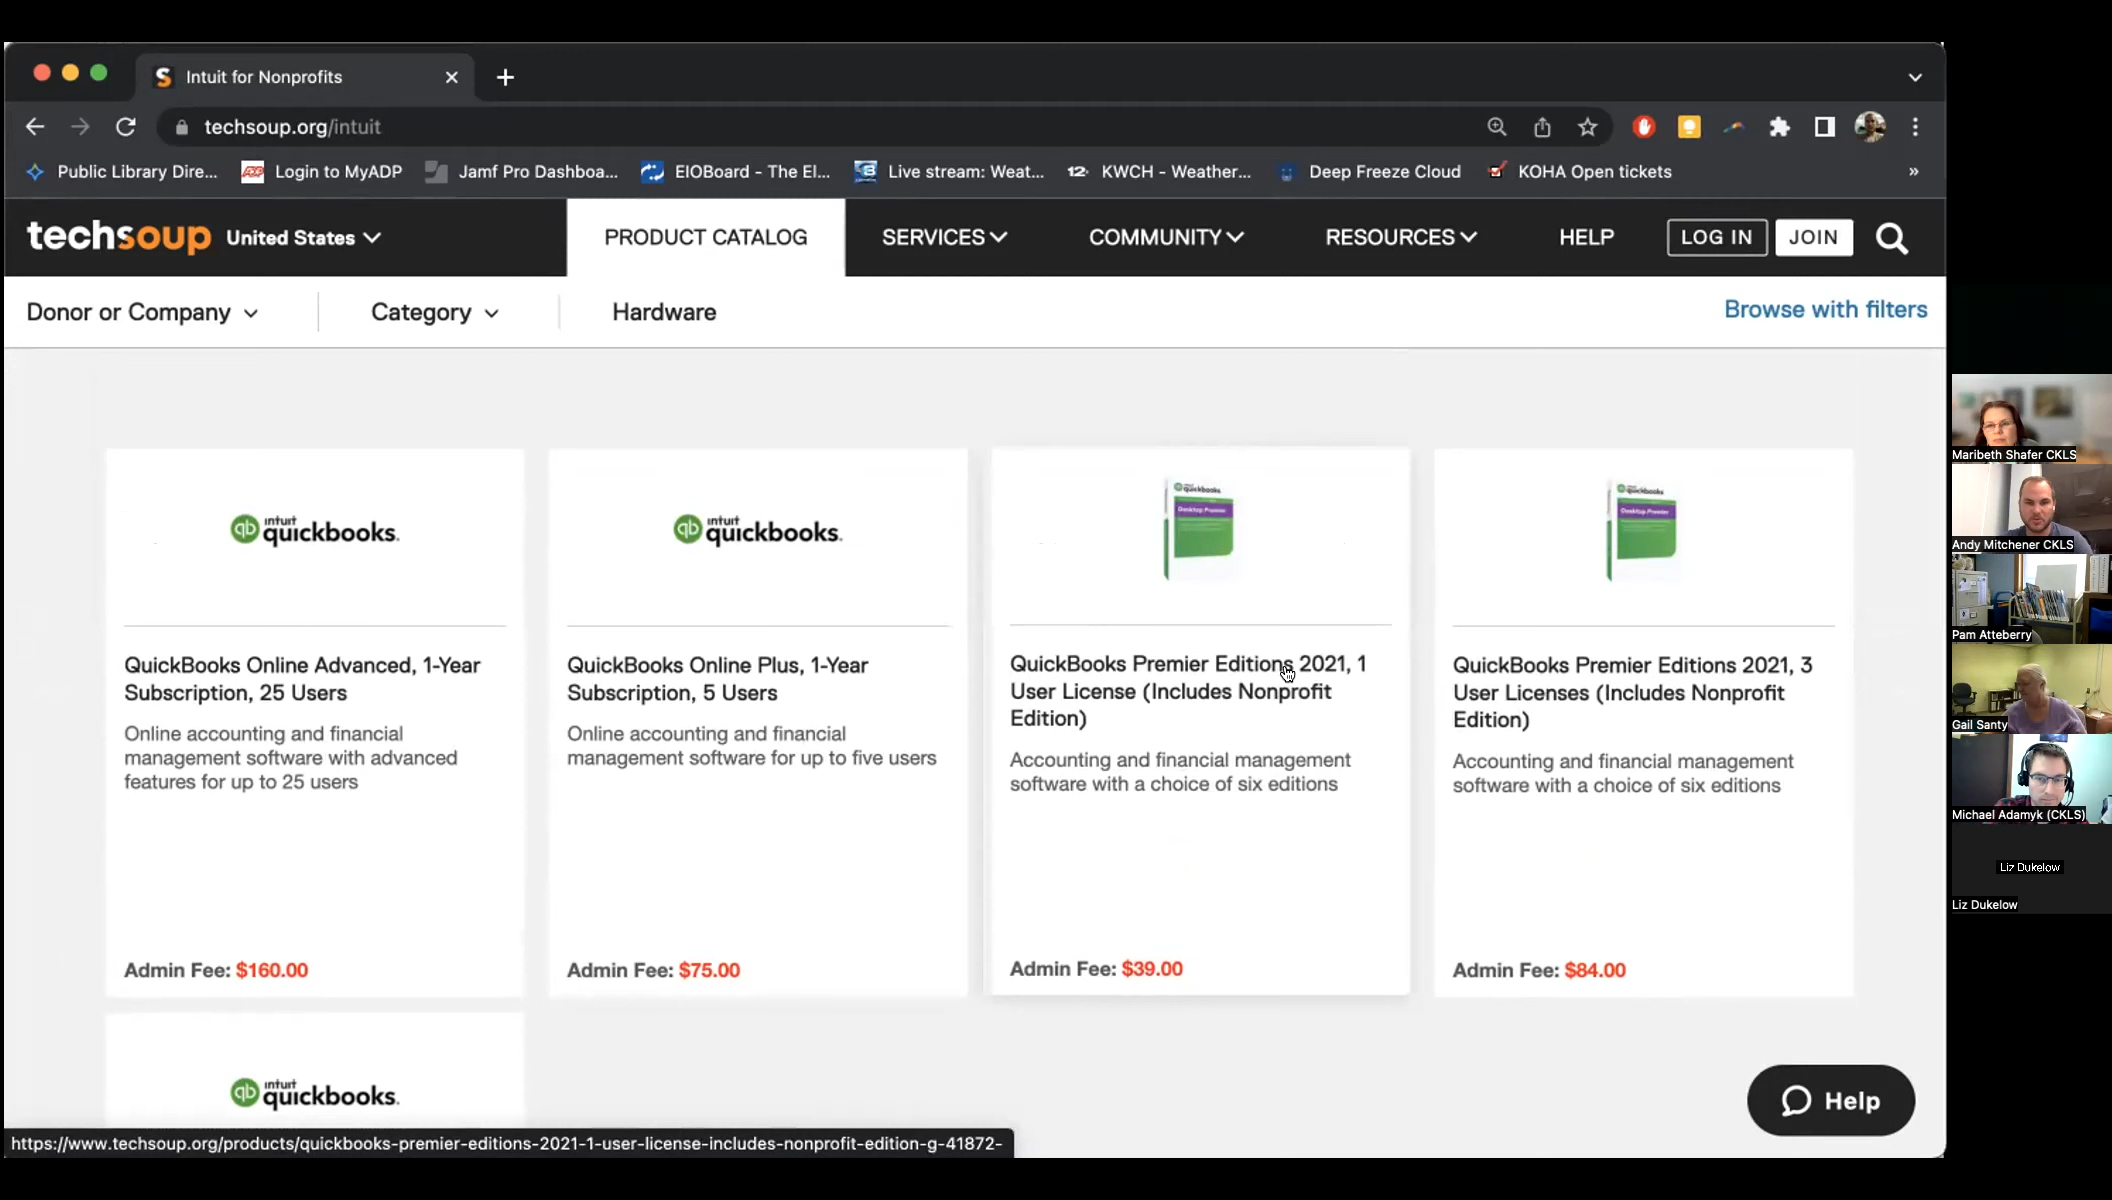 Intuit for Nonprofits
techsoup.org/intuit
Public Library Dire...
Login to MyADP
Jamf Pro Dashboa...
EIOBoard - The El...
Live stream: Weat...
12
KWCH - Weather...
Deep Freeze Cloud
KOHA Open tickets
»
techsoup United States
PRODUCT CATALOG
SERVICES
COMMUNITY
RESOURCES
HELP
LOG IN
JOIN
Donor or Company
Category
Hardware
Browse with filters
intuit
quickbooks.
QuickBooks Online Advanced, 1-Year
Subscription, 25 Users
Online accounting and financial
management software with advanced
features for up to 25 users
Admin Fee: $160.00
intuit
quickbooks.
QuickBooks Online Plus, 1-Year
Subscription, 5 Users
Online accounting and financial
management software for up to five users
Admin Fee: $75.00
quickbooks
Desktop Premier
QuickBooks Premier Editions 2021, 1
User License (Includes Nonprofit
Edition)
Accounting and financial management
software with a choice of six editions
Admin Fee: $39.00
quickbooks
Desktop Premier
QuickBooks Premier Editions 2021, 3
User Licenses (Includes Nonprofit
Edition)
Accounting and financial management
software with a choice of six editions
Admin Fee: $84.00
intuit
quickbooks.
Help
https://www.techsoup.org/products/quickbooks-premier-editions-2021-1-user-license-includes-nonprofit-edition-g-41872-
Maribeth Shafer CKLS
Andy Mitchener CKLS
Pam Atteberry
Gail Santy
Michael Adamyk (CKLS)
Liz Dukelow
Liz Dukelow